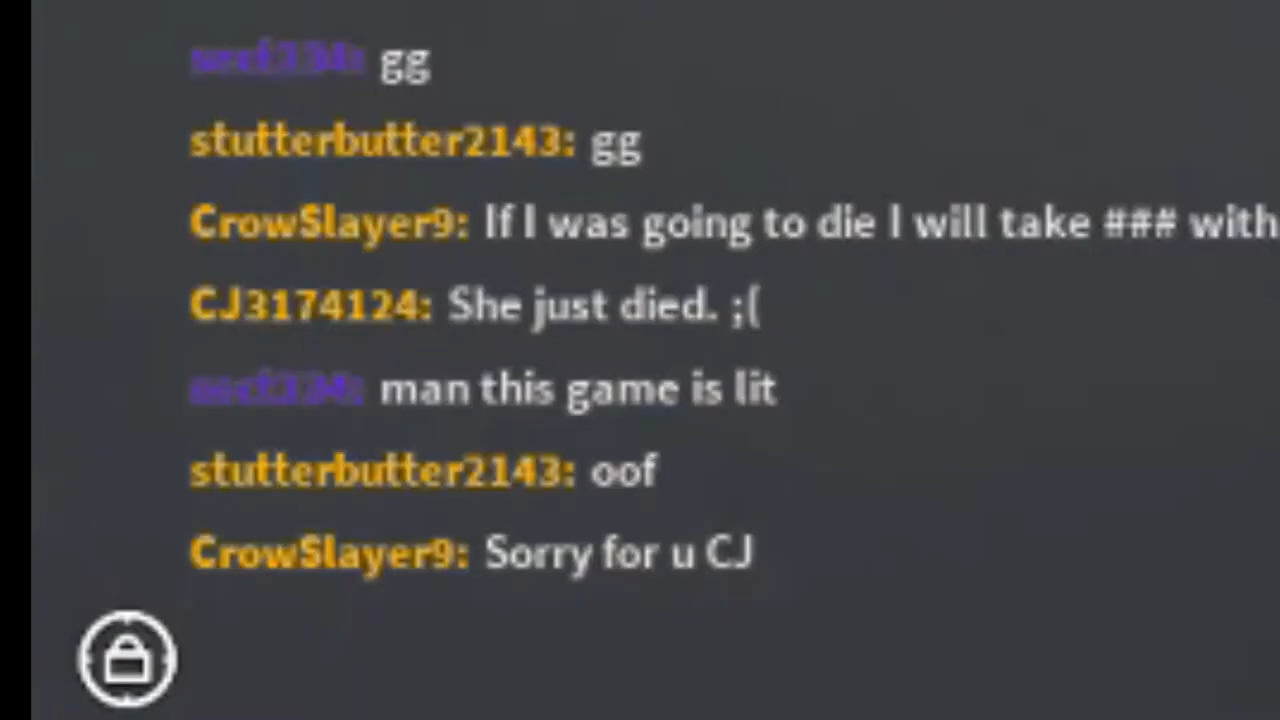 gg
stutterbutter2143: gg
CrowSlayer9: If I was going to die I will take ### with
CJ3174124: She just died. ;(
man this game is lit
stutterbutter2143: oof
CrowSlayer9: Sorry for u CJ